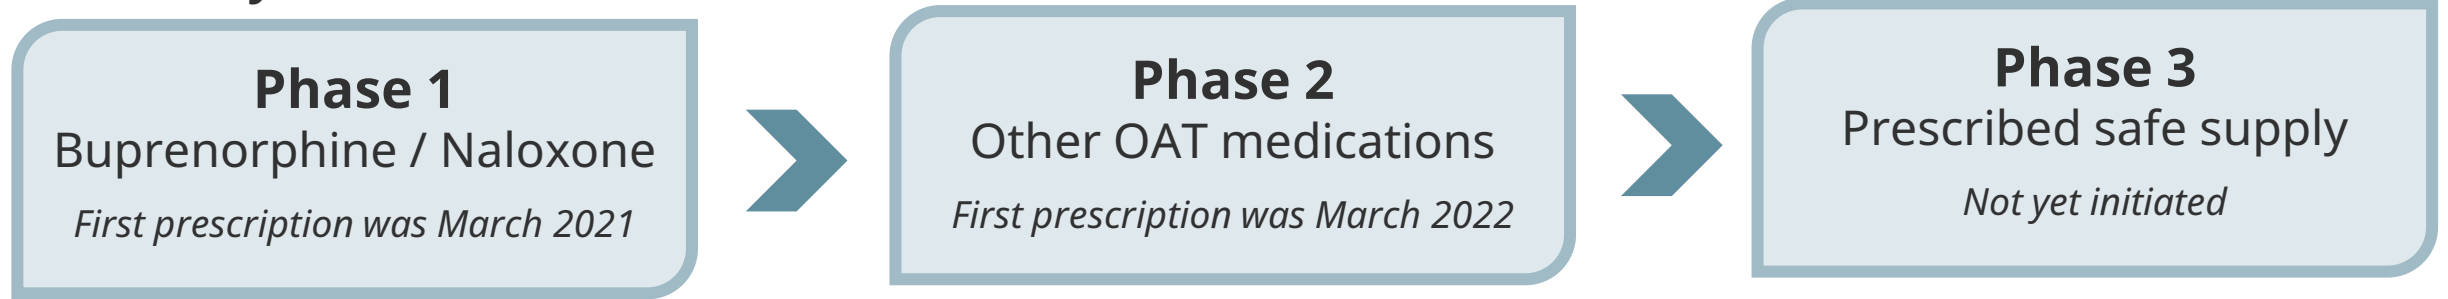 Phase 1
Buprenorphine / Naloxone
First prescription was March 2021
Phase 2
Other OAT medications
First prescription was March 2022
Phase 3
Prescribed safe supply
Not yet initiated